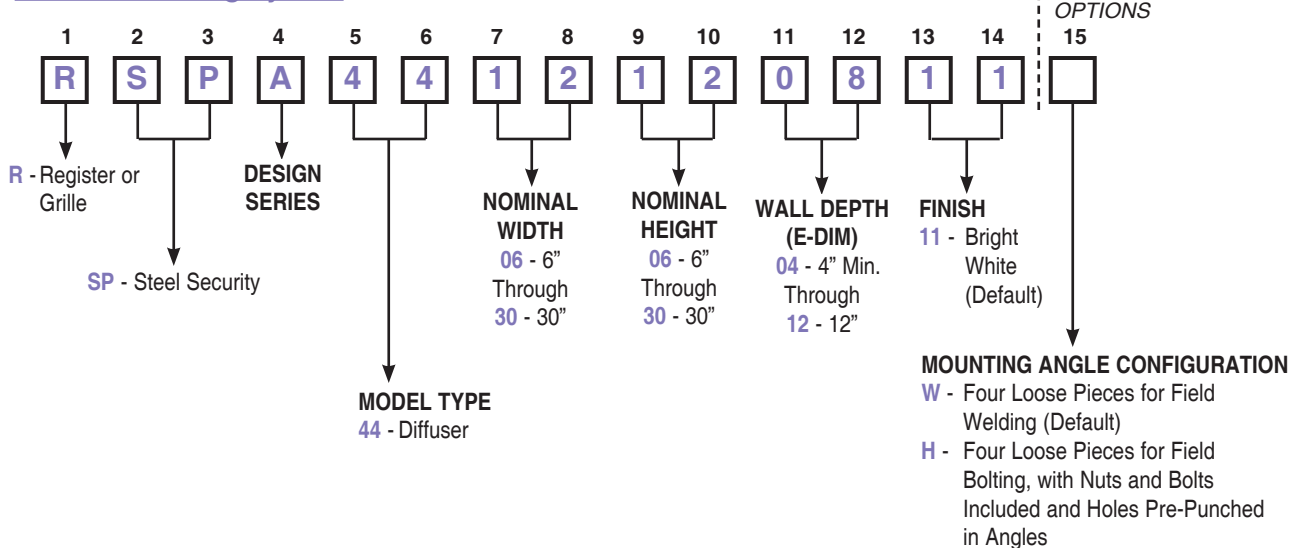 OPTIONS
1 2 3 4 5 6 7 8 9 10 11 12 13 14 15
R S P A 4 4 1 2 1 2 0 8 1 1
R - Register or
Grille
SP - Steel Security
DESIGN
SERIES
MODEL TYPE
44 - Diffuser
NOMINAL
WIDTH
06 - 6”
Through
30 - 30”
NOMINAL
HEIGHT
06 - 6”
Through
30 - 30”
WALL DEPTH
(E-DIM)
04 - 4” Min.
Through
12 - 12”
FINISH
11 - Bright
White
(Default)
MOUNTING ANGLE CONFIGURATION
W - Four Loose Pieces for Field
Welding (Default)
H - Four Loose Pieces for Field
Bolting, with Nuts and Bolts
Included and Holes Pre-Punched
in Angles